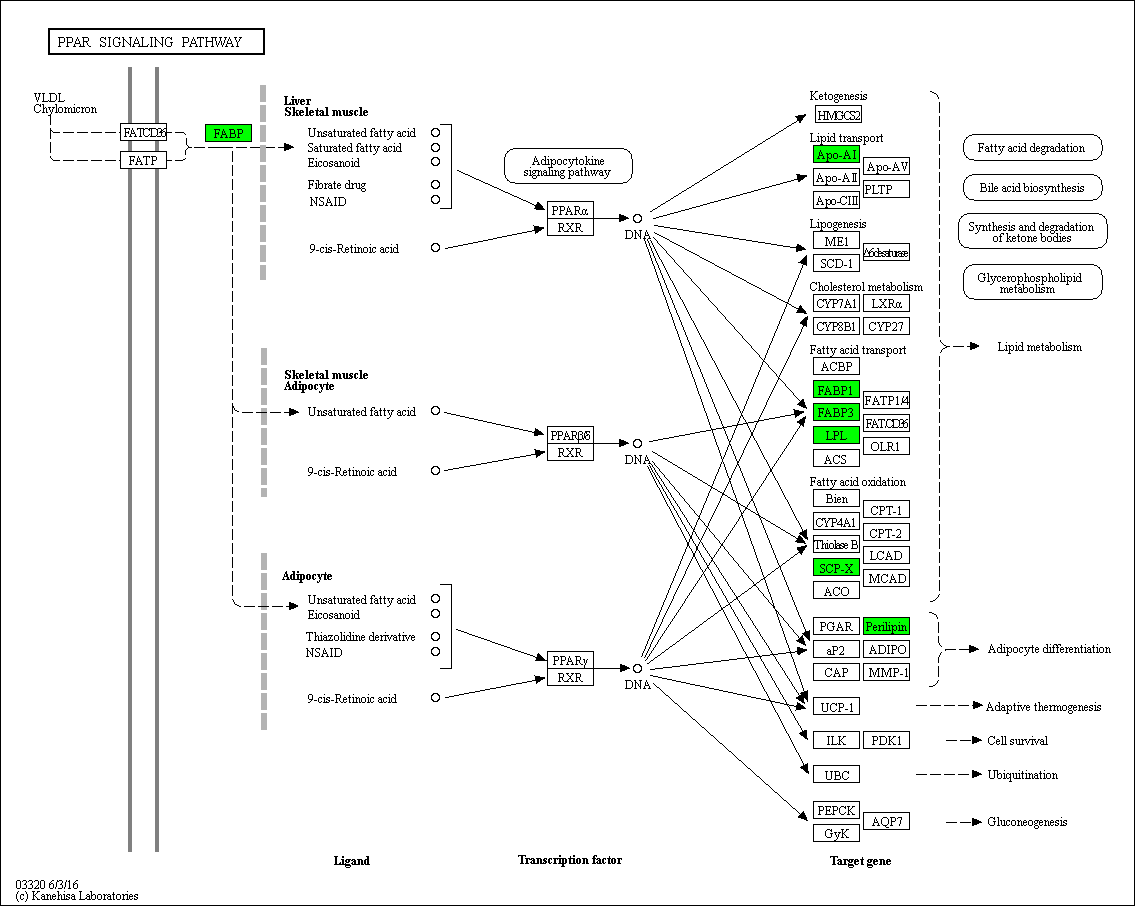 PPAR SIGNALING PATHWAY
VLDL
Chylomicron
FATCD36
FATP
FABP
Liver
Skeletal muscle
Unsaturated fatty acid
Saturated fatty acid
Eicosanoid
Fibrate drug
NSAID
9-cis-Retinoic acid
Adipocytokine
signaling pathway
PPARα
RXR
DNA
Skeletal muscle
Adipocyte
Unsaturated fatty acid
9-cis-Retinoic acid
PPARβ/δ
RXR
DNA
Adipocyte
Unsaturated fatty acid
Eicosanoid
Thiazolidine derivative
NSAID
9-cis-Retinoic acid
PPARγ
RXR
DNA
Ketogenesis
HMGCS2
Lipid transport
Apo-AI
Apo-AV
Apo-AII
PLTP
Apo-CIII
Lipogenesis
ME1
Δ6desaturase
SCD-1
Cholesterol metabolism
CYP7A1
LXRα
CYP8B1
CYP27
Fatty acid transport
ACBP
FABP1
FATP1/4
FABP3
FATCD36
LPL
OLR1
ACS
Fatty acid oxidation
Bien
CPT-1
CYP4A1
CPT-2
Thiolase B
LCAD
SCP-X
MCAD
ACO
PGAR
Perilipin
aP2
ADIPO
CAP
MMP-1
UCP-1
ILK
PDK1
UBC
PEPCK
AQP7
GyK
Fatty acid degradation
Bile acid biosynthesis
Synthesis and degradation
of ketone bodies
Glycerophospholipid
metabolism
Lipid metabolism
Adipocyte differentiation
Adaptive thermogenesis
Cell survival
Ubiquitination
Gluconeogenesis
Ligand
Transcription factor
Target gene
03320 6/3/16
(c) Kanehisa Laboratories